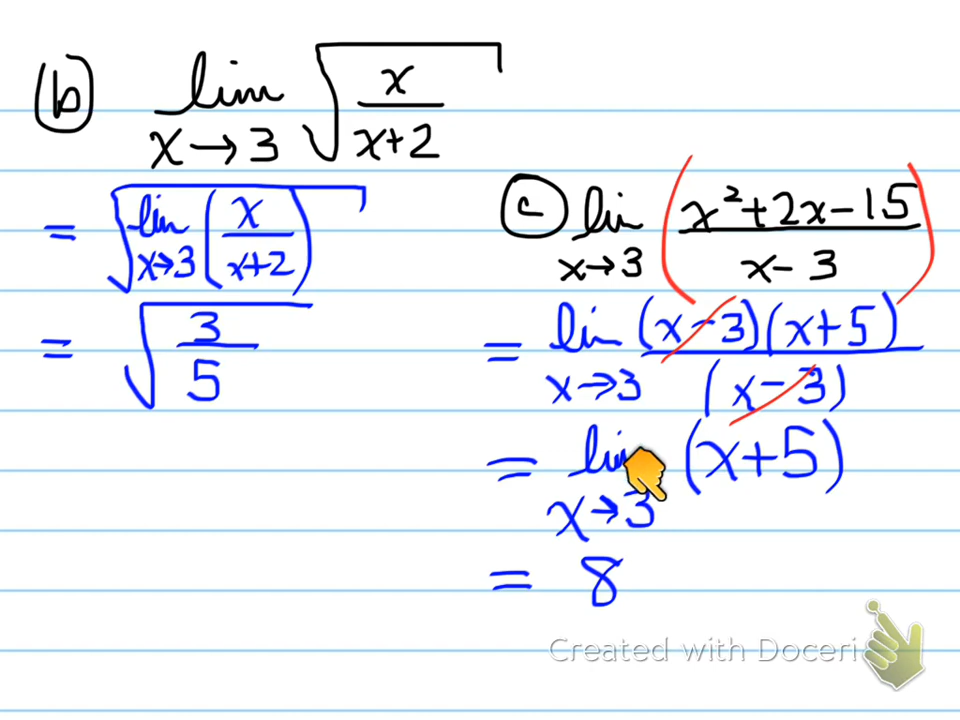 (b) lim x→3 √(x/(x+2))
= √(lim x→3 (x/(x+2)))
= √(3/5)
(c) lim x→3 ((x²+2x-15)/(x-3))
= lim x→3 (x-3)(x+5)/(x-3)
= lim x→3 (x+5)
= 8
Created with Doceri